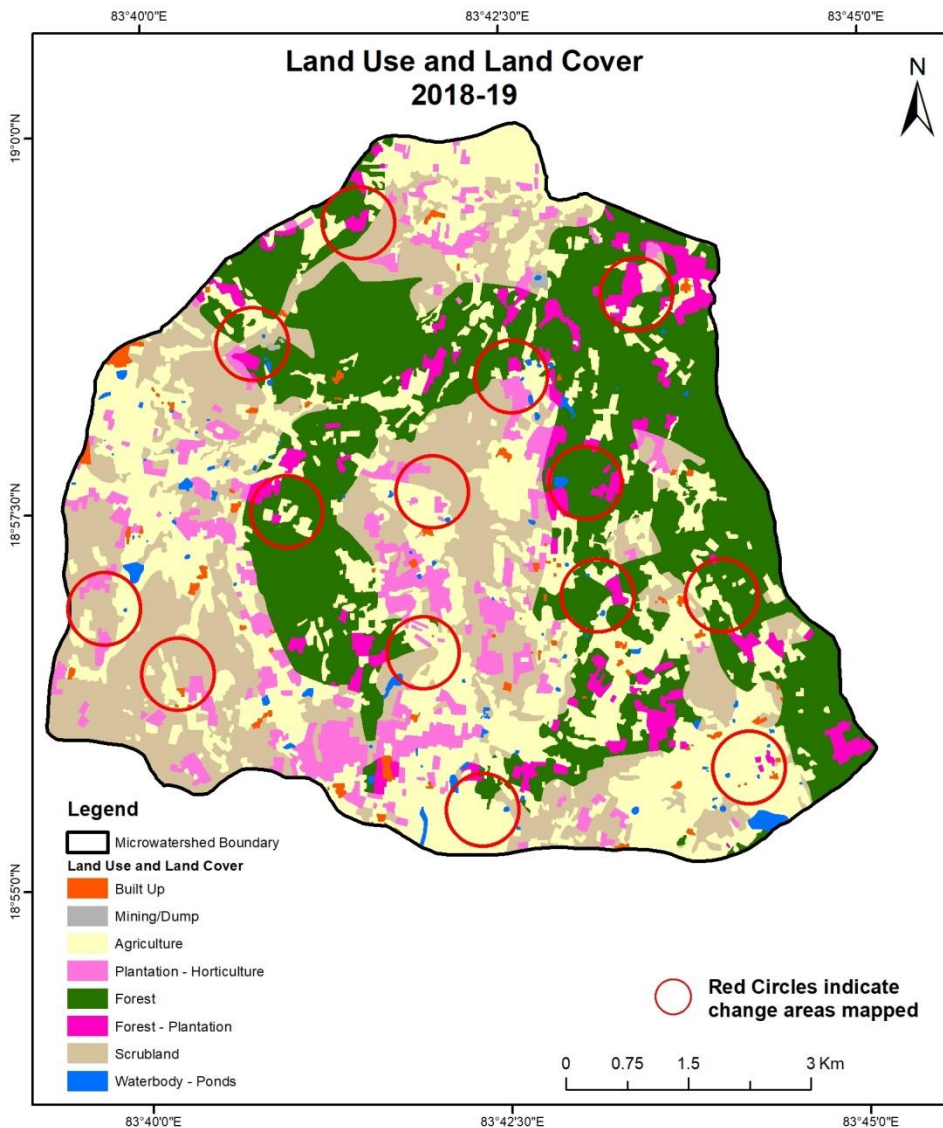 83°40'0"E 83°42'30"E 83°45'0"E
Land Use and Land Cover
2018-19
N
19°0'0"N
18°57'30"N
18°55'0"N
Legend
Microwatershed Boundary
Land Use and Land Cover
Built Up
Mining/Dump
Agriculture
Plantation - Horticulture
Forest
Forest - Plantation
Scrubland
Waterbody - Ponds
Red Circles indicate
change areas mapped
0 0.75 1.5 3 Km
83°40'0"E 83°42'30"E 83°45'0"E